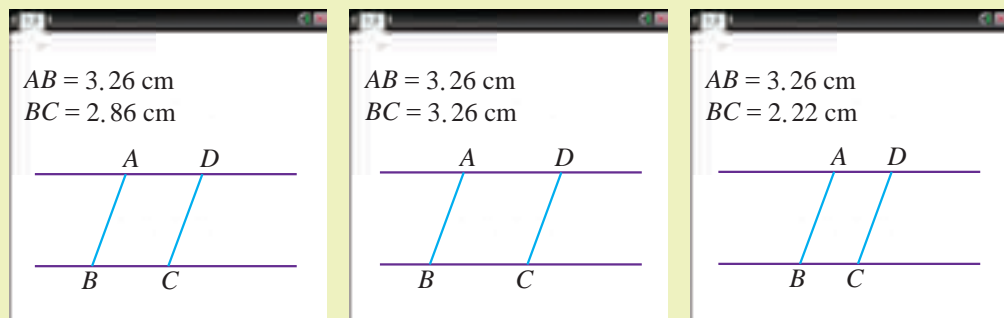 AB = 3.26 cm
BC = 2.86 cm
A D
B C
AB = 3.26 cm
BC = 3.26 cm
A D
B C
AB = 3.26 cm
BC = 2.22 cm
A D
B C